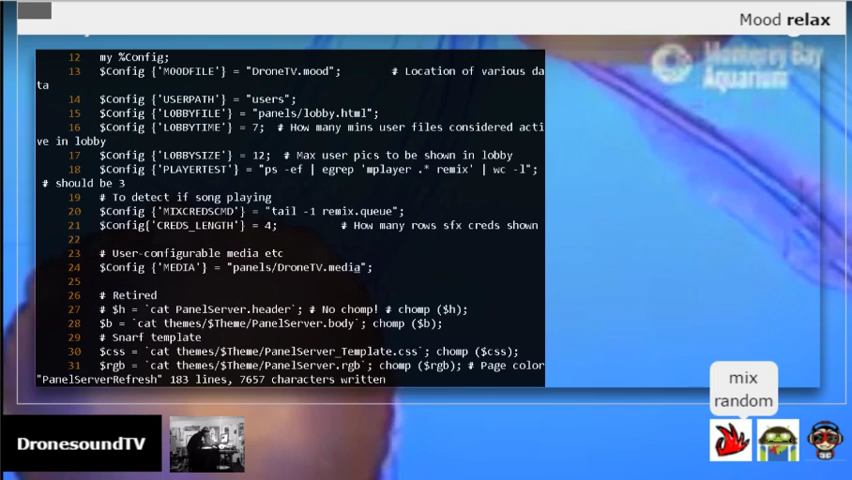 Mood relax
Monterey Bay
Aquarium
12 my %Config;
13 $Config {'MOODFILE'} = "DroneTV.mood"; # Location of various da
ta
14 $Config {'USERPATH'} = "users";
15 $Config {'LOBBYFILE'} = "panels/lobby.html";
16 $Config {'LOBBYTIME'} = 7; # How many mins user files considered acti
ve in lobby
17 $Config {'LOBBYSIZE'} = 12; # Max user pics to be shown in lobby
18 $Config {'PLAYERTEST'} = "ps -ef | egrep 'mplayer .* remix' | wc -l";
# should be 3
19 # To detect if song playing
20 $Config {'MIXCREDSCMD'} = "tail -1 remix.queue";
21 $Config{'CREDS_LENGTH'} = 4; # How many rows sfx creds shown
22
23 # User-configurable media etc
24 $Config {'MEDIA'} = "panels/DroneTV.media";
25
26 # Retired
27 # $h = `cat PanelServer.header`; # No chomp! # chomp ($h);
28 $b = `cat themes/$Theme/PanelServer.body`; chomp ($b);
29 # Snarf template
30 $css = `cat themes/$Theme/PanelServer_Template.css`; chomp ($css);
31 $rgb = `cat themes/$Theme/PanelServer.rgb`; chomp ($rgb); # Page color
"PanelServerRefresh" 183 lines, 7657 characters written
mix
random
DronesoundTV